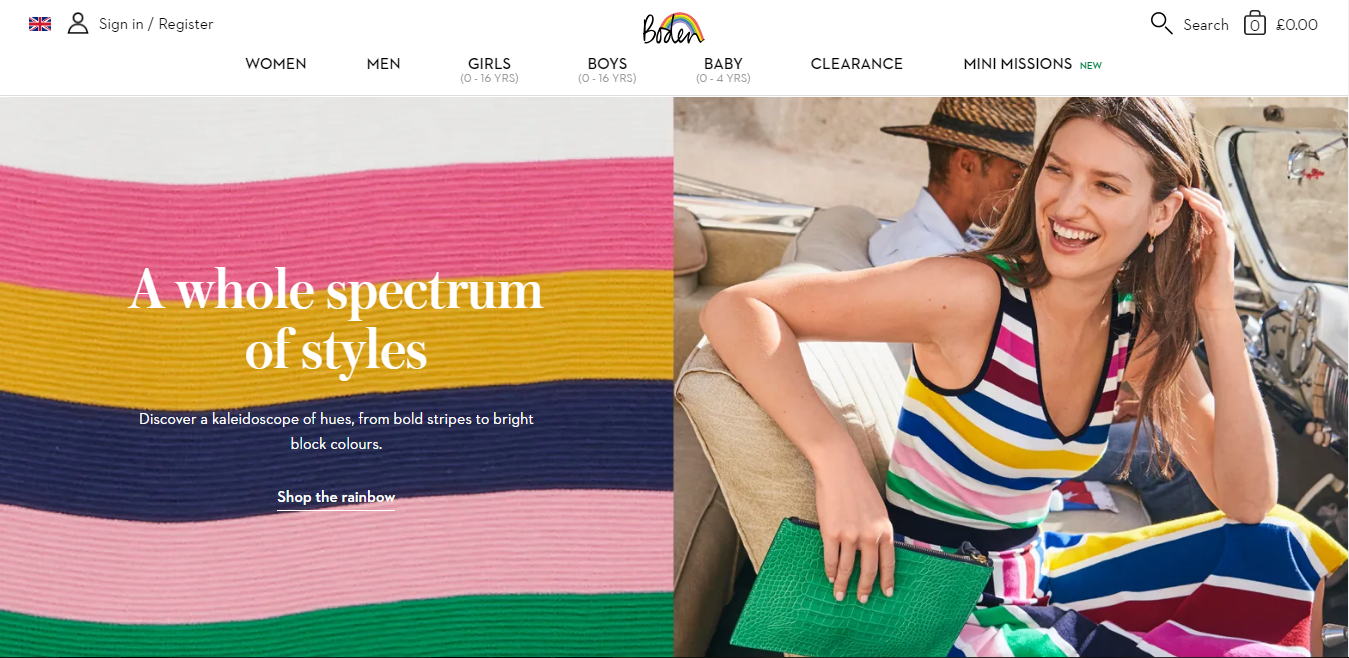 Sign in / Register
Boden
Search
0
£0.00
WOMEN
MEN
GIRLS
(0 - 16 YRS)
BOYS
(0 - 16 YRS)
BABY
(0 - 4 YRS)
CLEARANCE
MINI MISSIONS NEW
A whole spectrum
of styles
Discover a kaleidoscope of hues, from bold stripes to bright
block colours.
Shop the rainbow